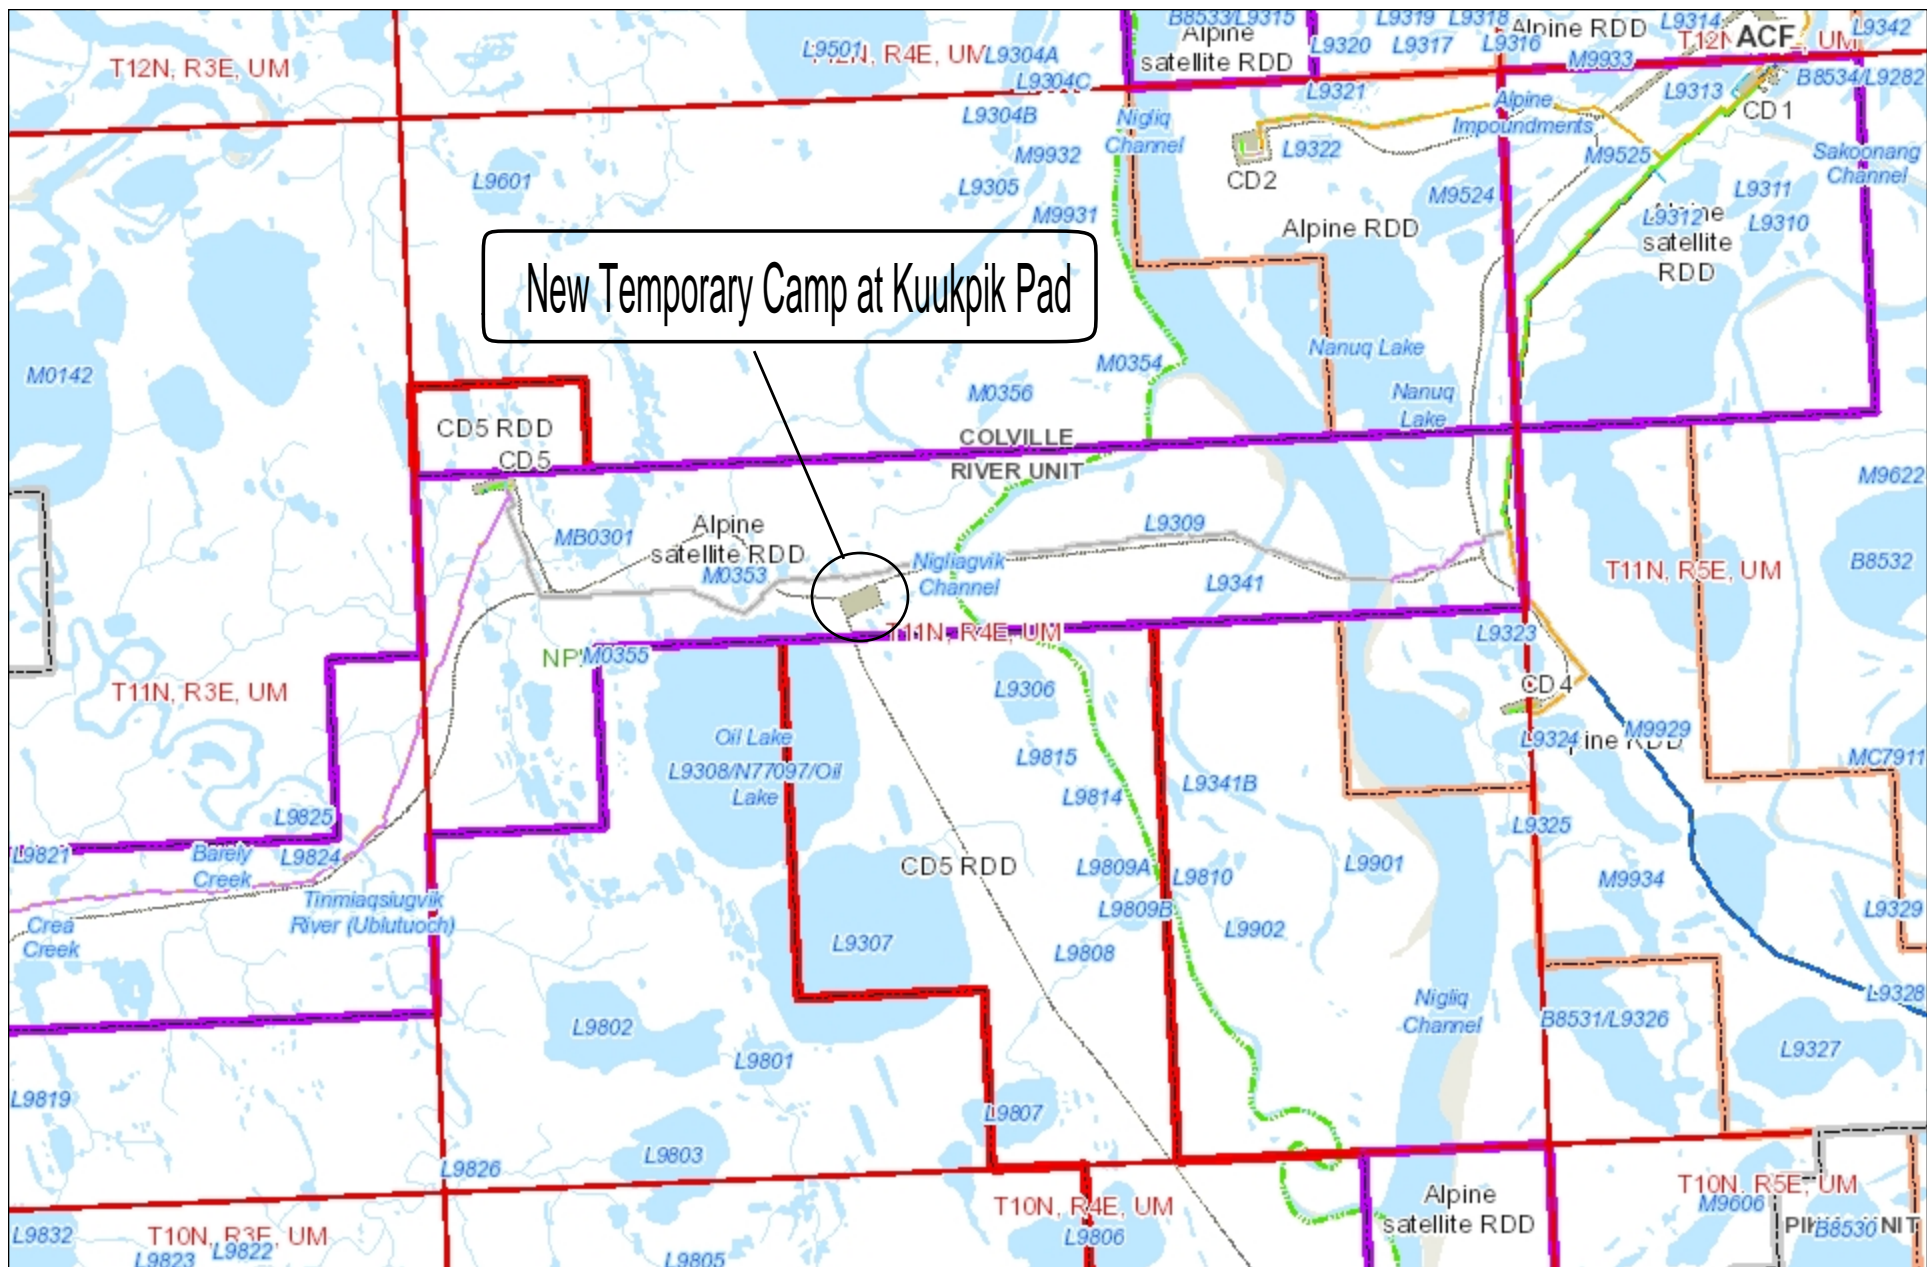 B8533/L9315
L9319
L9318
L9314
L9342
Alpine
satellite RDD
L9320
L9317
L9316
Alpine RDD
T12N
ACF
UM
T12N, R3E, UM
L9501
R4E, UM
L9304A
L9304C
M9933
B8534/L9282
L9321
L9313
CD1
L9304B
Nigliq
Channel
Alpine
Impoundments
M9932
L9322
M9525
Sakoonang
Channel
L9601
L9305
CD2
M9524
L9311
M9931
L9312
L9310
satellite
RDD
Alpine RDD
New Temporary Camp at Kuukpik Pad
M0142
M0354
Nanuq Lake
M0356
Nanuq
Lake
CD5 RDD
CD5
COLVILLE
RIVER UNIT
M9622
MB0301
Alpine
satellite RDD
M0353
L9309
Nigliagvik
Channel
L9341
T11N, R5E, UM
B8532
T11N, R4E, UM
L9323
M0355
T11N, R3E, UM
L9306
CD4
Oil Lake
L9308/N77097/Oil
Lake
L9815
L9324
M9929
MC7911
L9341B
L9814
L9825
L9325
L9821
Barely
Creek
L9824
CD5 RDD
L9809A
L9810
L9901
M9934
Tinmiaqsiugvik
River (Ublutuoch)
L9809B
L9329
Crea
Creek
L9307
L9808
L9902
L9328
Nigliq
Channel
L9802
B8531/L9326
L9801
L9327
L9819
L9807
L9803
L9826
T10N, R4E, UM
Alpine
satellite RDD
T10N, R5E, UM
M9606
L9832
T10N, R3E, UM
L9823
L9822
L9805
L9806
B8530